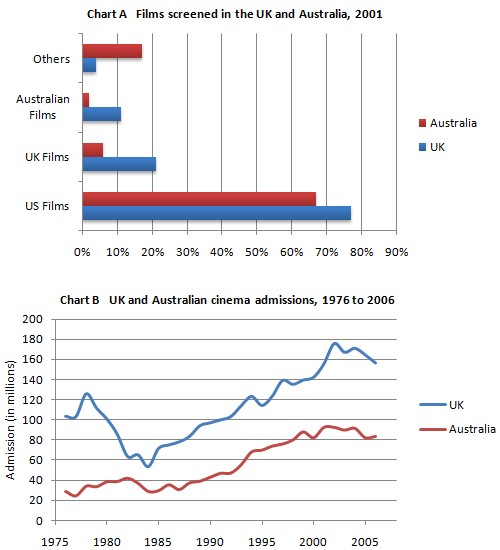 Chart A Films screened in the UK and Australia, 2001
Others
Australian
Films
UK Films
US Films
Australia
UK
0% 10% 20% 30% 40% 50% 60% 70% 80% 90%
Chart B UK and Australian cinema admissions, 1976 to 2006
Admission (in millions)
200
180
160
140
120
100
80
60
40
20
0
UK
Australia
1975 1980 1985 1990 1995 2000 2005